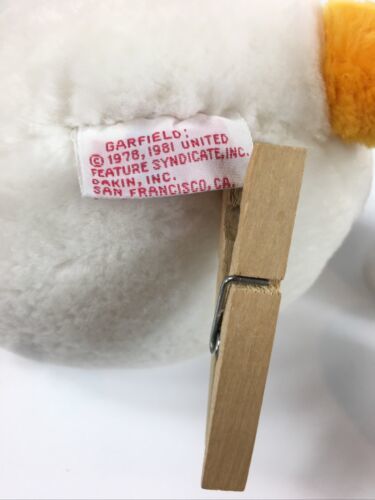 GARFIELD:
© 1978, 1981 UNITED
FEATURE SYNDICATE, INC.
DAKIN, INC.
SAN FRANCISCO, CA.